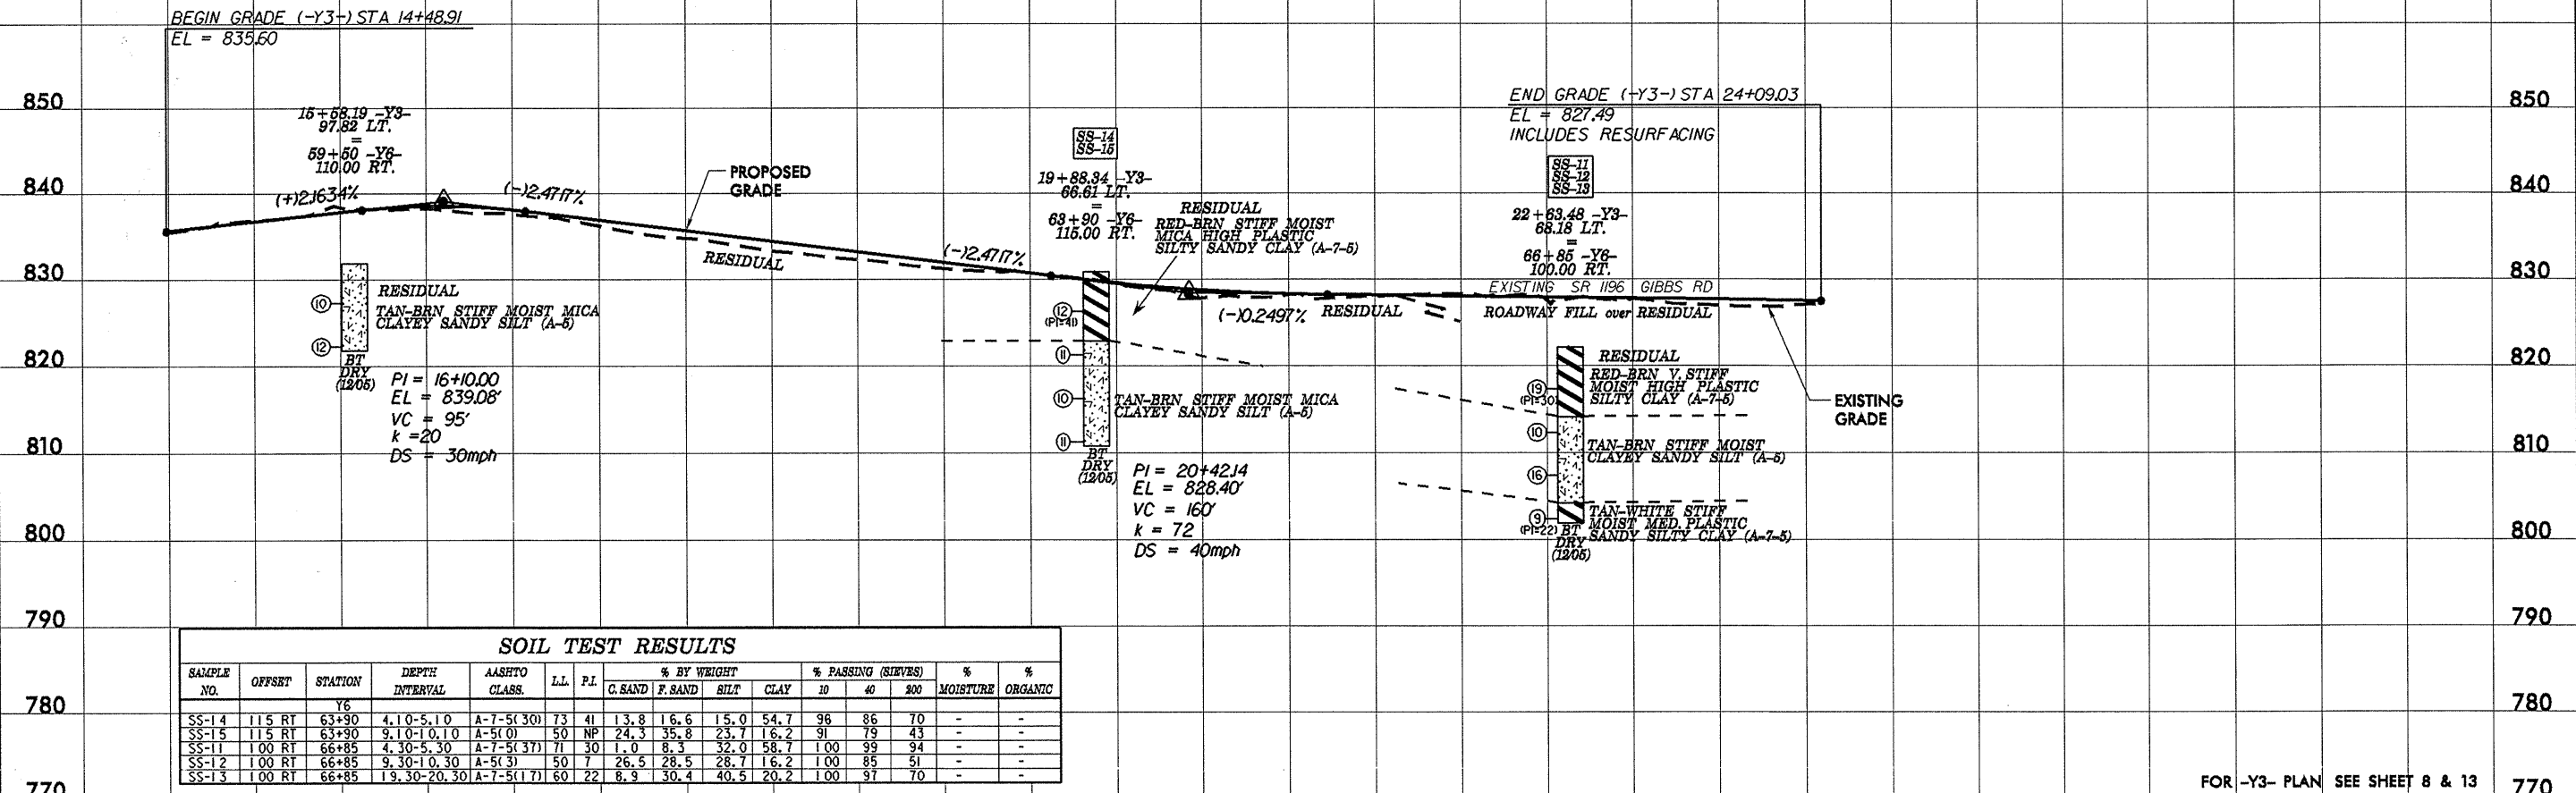 BEGIN GRADE (-Y3-) STA 14+48.91
EL = 835.60
850
15+58.19 -Y3-
97.82 LT.
=
59+50 -Y6-
110.00 RT.
(+)2.1634%
(-)2.4717%
PROPOSED
GRADE
840
RESIDUAL
(-)2.4717%
SS-14
SS-15
19+88.34 -Y3-
66.61 LT.
=
63+90 -Y6-
115.00 RT.
RESIDUAL
RED-BRN STIFF MOIST
MICA HIGH PLASTIC
SILTY SANDY CLAY (A-7-5)
END GRADE (-Y3-) STA 24+09.03
EL = 827.49
INCLUDES RESURFACING
SS-11
SS-12
SS-13
22+63.48 -Y3-
68.18 LT.
=
66+85 -Y6-
100.00 RT.
850
840
830
830
EXISTING SR 1196 GIBBS RD
(-)0.2497%
RESIDUAL
ROADWAY FILL over RESIDUAL
10
12
RESIDUAL
TAN-BRN STIFF MOIST MICA
CLAYEY SANDY SILT (A-5)
BT
DRY
(12/05)
820
PI = 16+10.00
EL = 839.08'
VC = 95'
k =20
DS = 30mph
12
(PI=41)
11
10
11
TAN-BRN STIFF MOIST MICA
CLAYEY SANDY SILT (A-5)
BT
DRY
(12/05)
PI = 20+42.14
EL = 828.40'
VC = 160'
k = 72
DS = 40mph
820
RESIDUAL
RED-BRN V. STIFF
MOIST HIGH PLASTIC
SILTY CLAY (A-7-5)
19
(PI=30)
10
TAN-BRN STIFF MOIST
CLAYEY SANDY SILT (A-5)
16
9
(PI=22)
TAN-WHITE STIFF
MOIST MED. PLASTIC
SANDY SILTY CLAY (A-7-5)
BT
DRY
(12/05)
EXISTING
GRADE
810
810
800
800
790
790
SOIL TEST RESULTS
SAMPLE NO. OFFSET STATION DEPTH INTERVAL AASHTO CLASS. L.L. P.I. % BY WEIGHT C. SAND F. SAND SILT CLAY % PASSING (SIEVES) 10 40 200 % MOISTURE % ORGANIC
Y6
SS-14 115 RT 63+90 4.10-5.10 A-7-5(30) 73 41 13.8 16.6 15.0 54.7 96 86 70 - -
SS-15 115 RT 63+90 9.10-10.10 A-5(0) 50 NP 24.3 35.8 23.7 16.2 91 79 43 - -
SS-11 100 RT 66+85 4.30-5.30 A-7-5(37) 71 30 1.0 8.3 32.0 58.7 100 99 94 - -
SS-12 100 RT 66+85 9.30-10.30 A-5(3) 50 7 26.5 28.5 28.7 16.2 100 85 51 - -
SS-13 100 RT 66+85 19.30-20.30 A-7-5(17) 60 22 8.9 30.4 40.5 20.2 100 97 70 - -
780
780
770
FOR -Y3- PLAN SEE SHEET 8 & 13
770